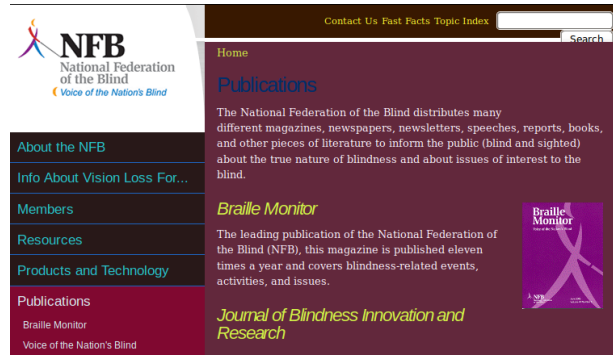 Contact Us Fast Facts Topic Index
Search
NFB
National Federation
of the Blind
Voice of the Nation's Blind
About the NFB
Info About Vision Loss For...
Members
Resources
Products and Technology
Publications
Braille Monitor
Voice of the Nation's Blind
Home
Publications
The National Federation of the Blind distributes many
different magazines, newspapers, newsletters, speeches, reports, books,
and other pieces of literature to inform the public (blind and sighted)
about the true nature of blindness and about issues of interest to the
blind.
Braille Monitor
The leading publication of the National Federation of
the Blind (NFB), this magazine is published eleven
times a year and covers blindness-related events,
activities, and issues.
Braille
Monitor
Voice of the Nation's Blind
NFB
Journal of Blindness Innovation and
Research